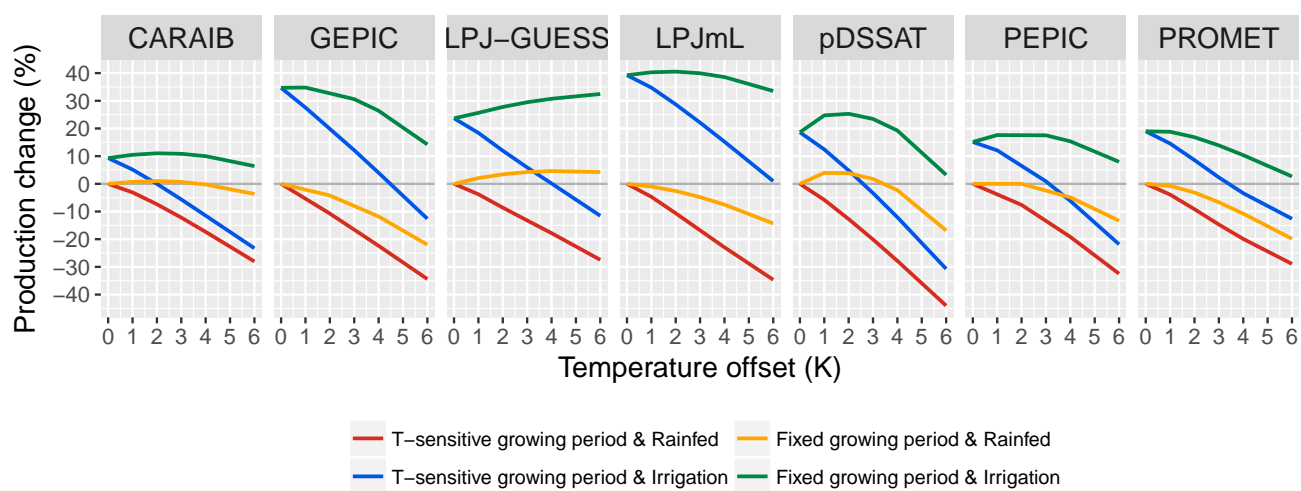 CARAIB GEPIC LPJ−GUESS LPJmL pDSSAT PEPIC PROMET
Production change (%)
40
30
20
10
0
−10
−20
−30
−40
0 1 2 3 4 5 6 0 1 2 3 4 5 6 0 1 2 3 4 5 6 0 1 2 3 4 5 6 0 1 2 3 4 5 6 0 1 2 3 4 5 6 0 1 2 3 4 5 6
Temperature offset (K)
T−sensitive growing period & Rainfed Fixed growing period & Rainfed
T−sensitive growing period & Irrigation Fixed growing period & Irrigation